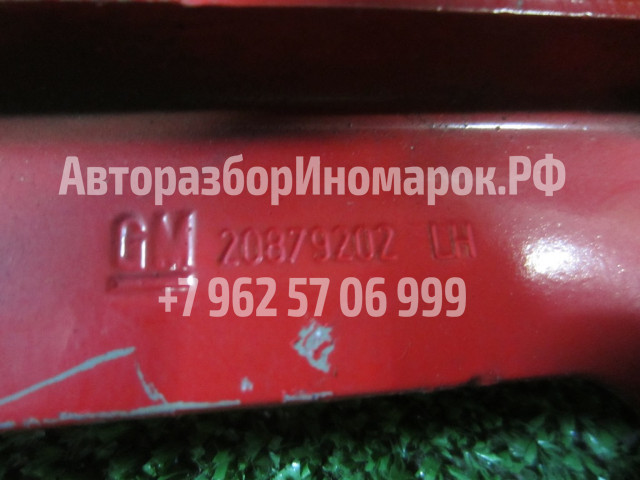 АвторазборИномарок.РФ
GM 20879202 LH
+7 962 57 06 999